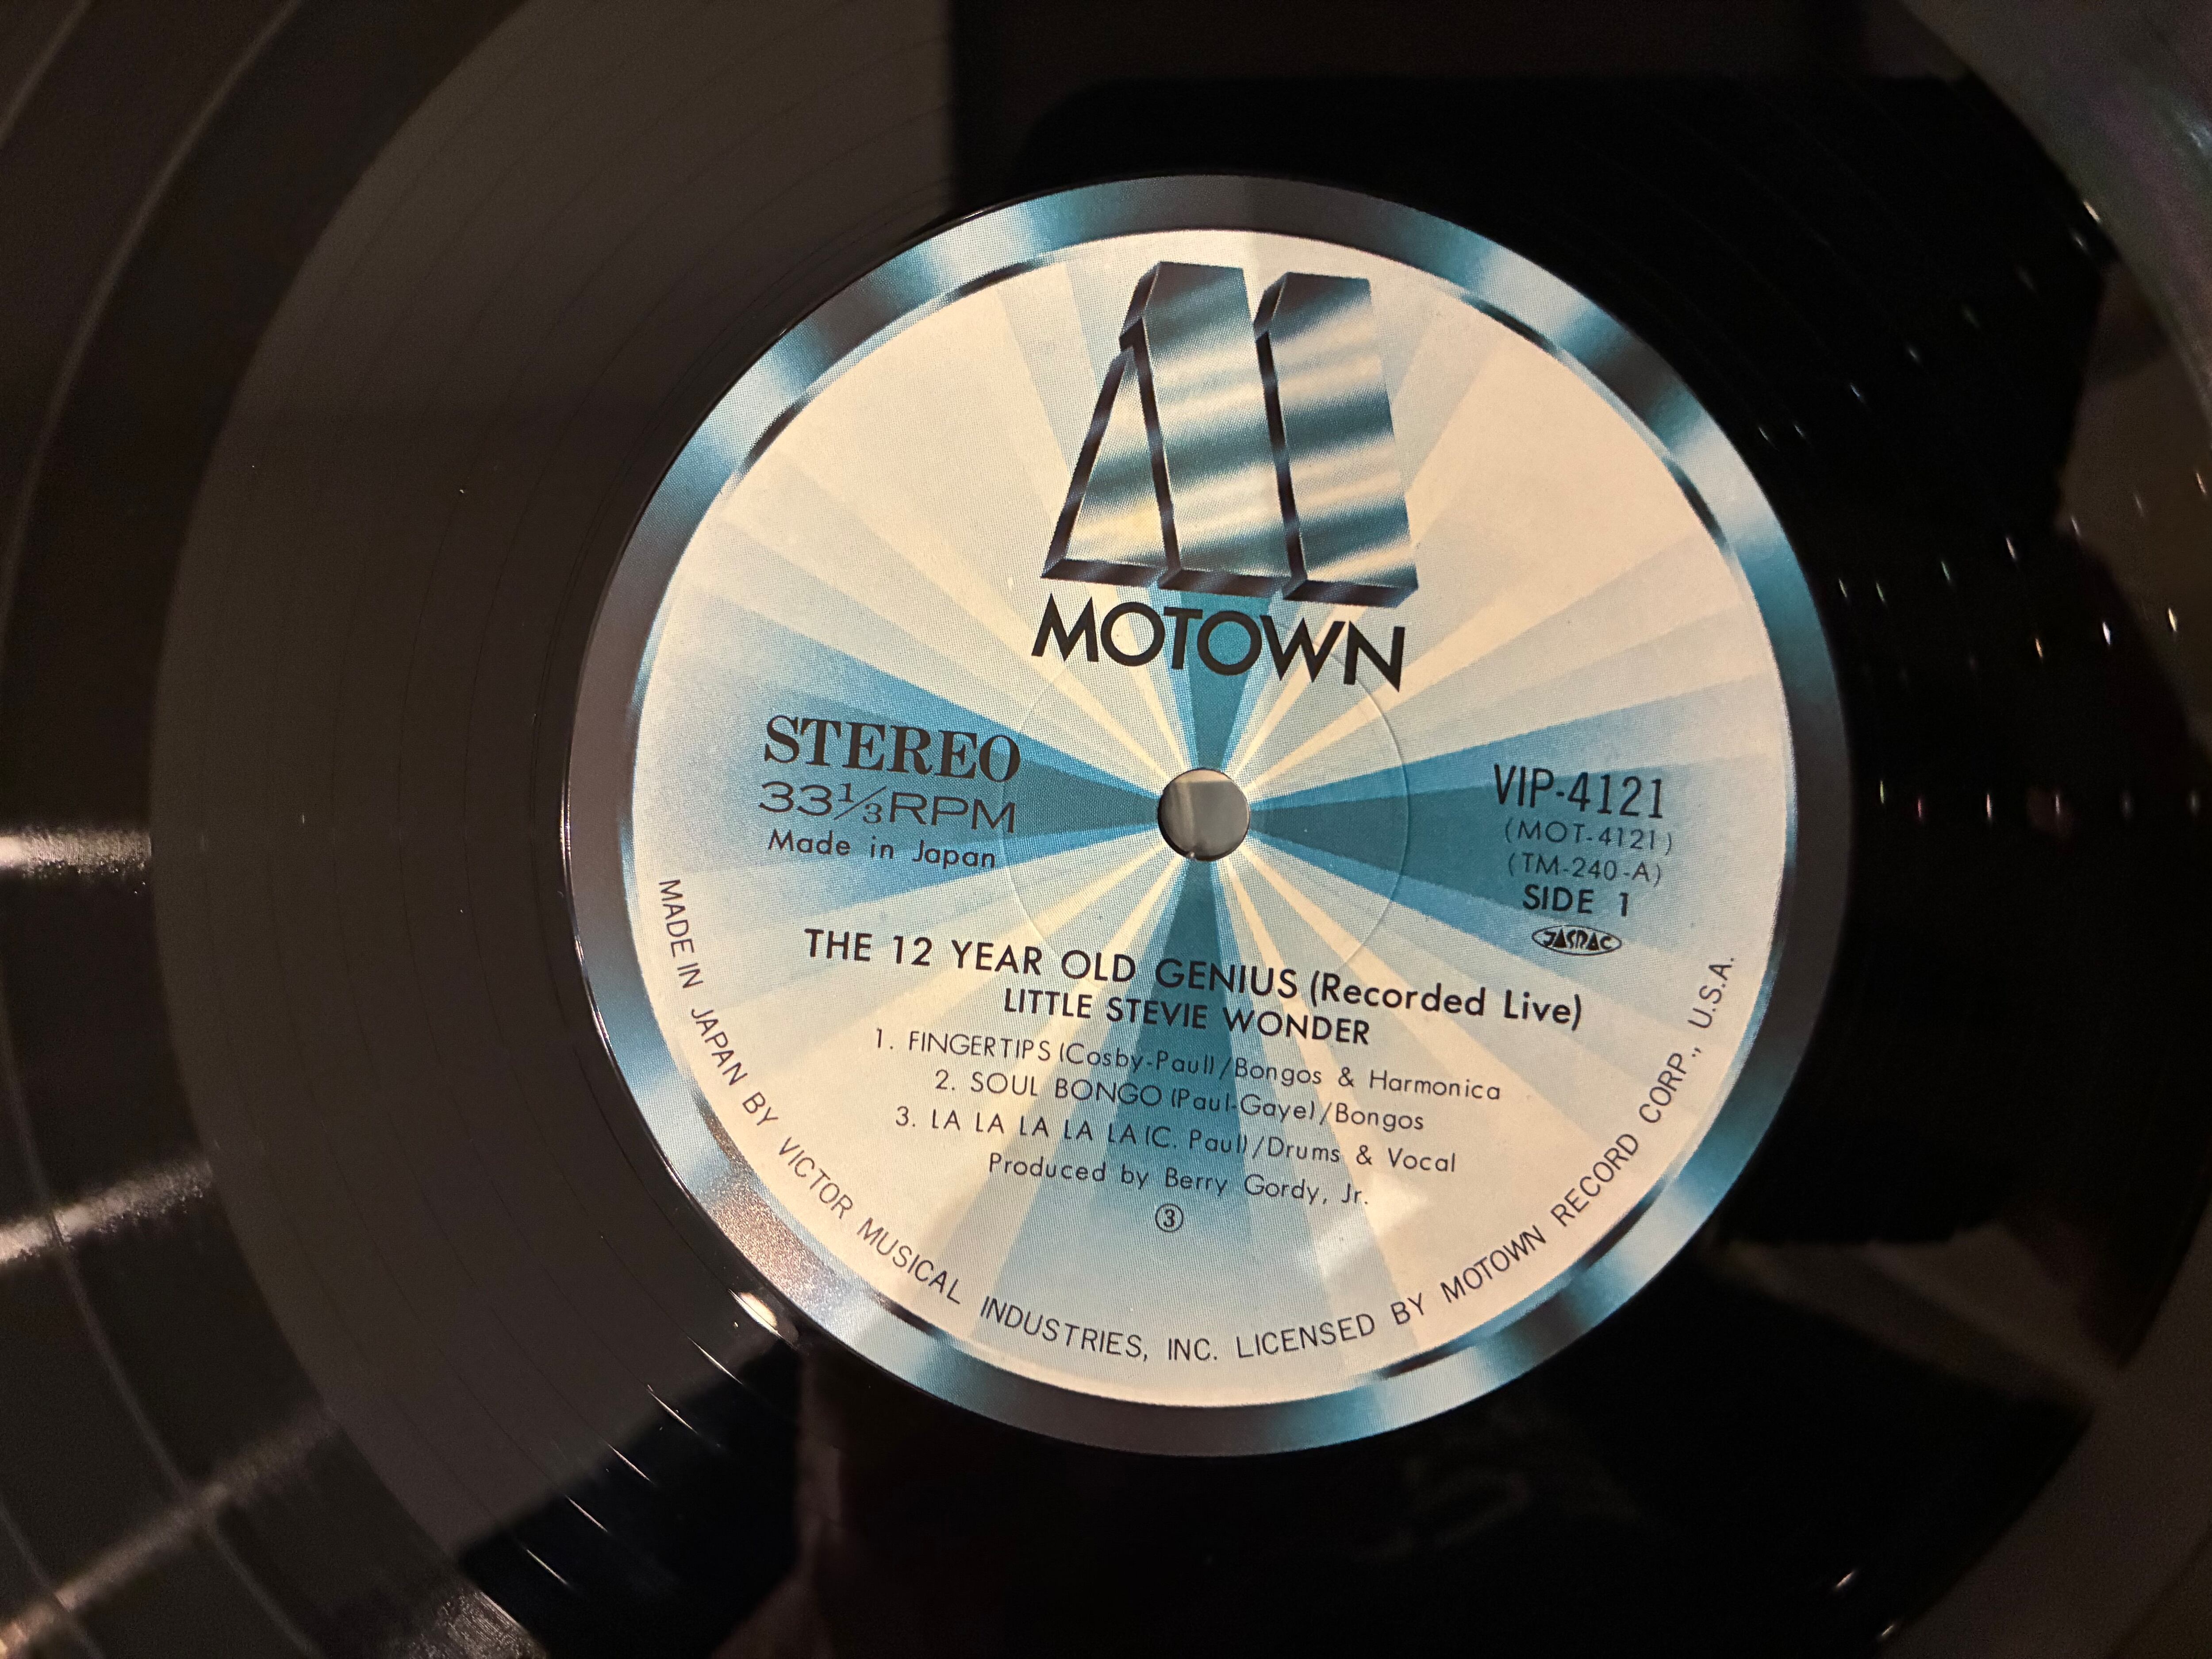 MOTOWN
STEREO
33⅓RPM
Made in Japan
VIP-4121
(MOT-4121)
(TM-240-A)
SIDE 1
JASRAC
THE 12 YEAR OLD GENIUS (Recorded Live)
LITTLE STEVIE WONDER
1. FINGERTIPS (Cosby-Paul)/Bongos & Harmonica
2. SOUL BONGO (Paul-Gaye)/Bongos
3. LA LA LA LA LA (C. Paul)/Drums & Vocal
Produced by Berry Gordy, Jr.
③
MADE IN JAPAN BY VICTOR MUSICAL INDUSTRIES, INC. LICENSED BY MOTOWN RECORD CORP., U.S.A.